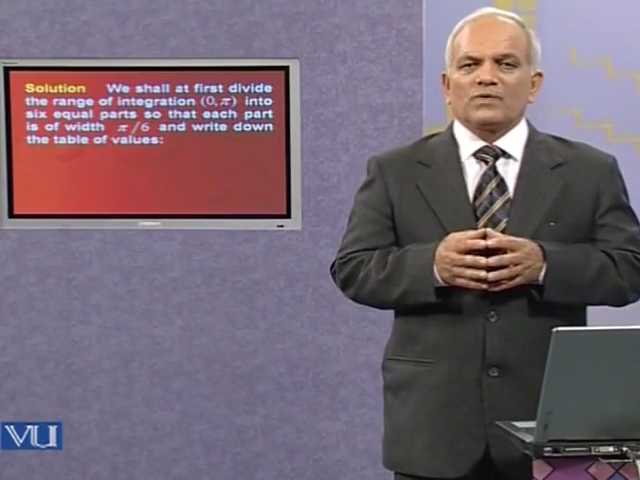 Solution We shall at first divide
the range of integration (0, π) into
six equal parts so that each part
is of width π/6 and write down
the table of values:
VU